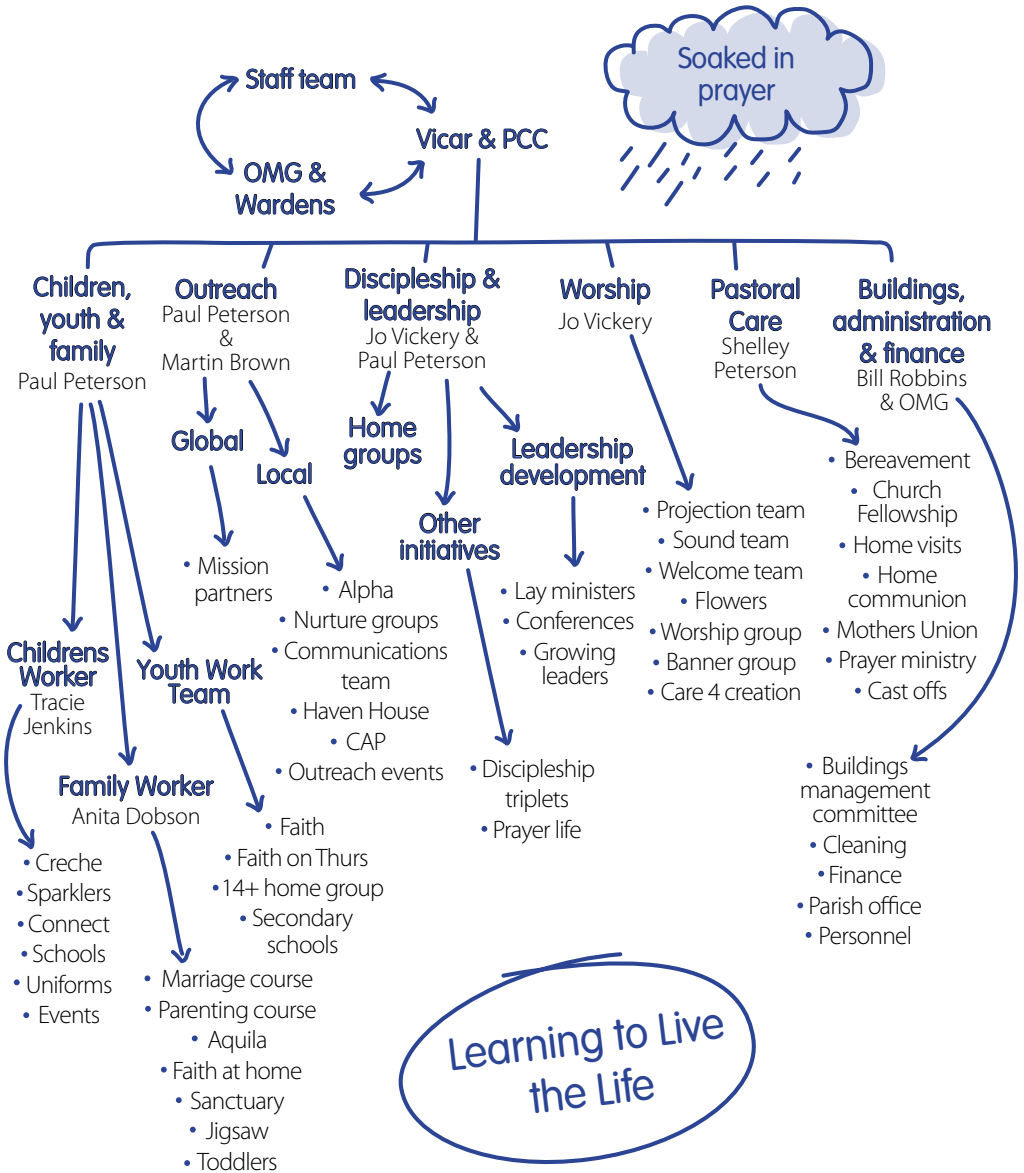 Soaked in
prayer
Staff team
Vicar & PCC
OMG &
Wardens
Children,
youth &
family
Paul Peterson
Outreach
Paul Peterson
&
Martin Brown
Discipleship &
leadership
Jo Vickery &
Paul Peterson
Worship
Jo Vickery
Pastoral
Care
Shelley
Peterson
Buildings,
administration
& finance
Bill Robbins
& OMG
Global
Local
Home
groups
Leadership
development
Other
initiatives
• Mission
partners
• Alpha
• Nurture groups
• Communications
team
• Haven House
• CAP
• Outreach events
• Lay ministers
• Conferences
• Growing
leaders
• Discipleship
triplets
• Prayer life
• Projection team
• Sound team
• Welcome team
• Flowers
• Worship group
• Banner group
• Care 4 creation
• Bereavement
• Church
Fellowship
• Home visits
• Home
communion
• Mothers Union
• Prayer ministry
• Cast offs
• Buildings
management
committee
• Cleaning
• Finance
• Parish office
• Personnel
Childrens
Worker
Tracie
Jenkins
Youth Work
Team
Family Worker
Anita Dobson
• Creche
• Sparklers
• Connect
• Schools
• Uniforms
• Events
• Faith
• Faith on Thurs
• 14+ home group
• Secondary
schools
• Marriage course
• Parenting course
• Aquila
• Faith at home
• Sanctuary
• Jigsaw
• Toddlers
Learning to Live
the Life